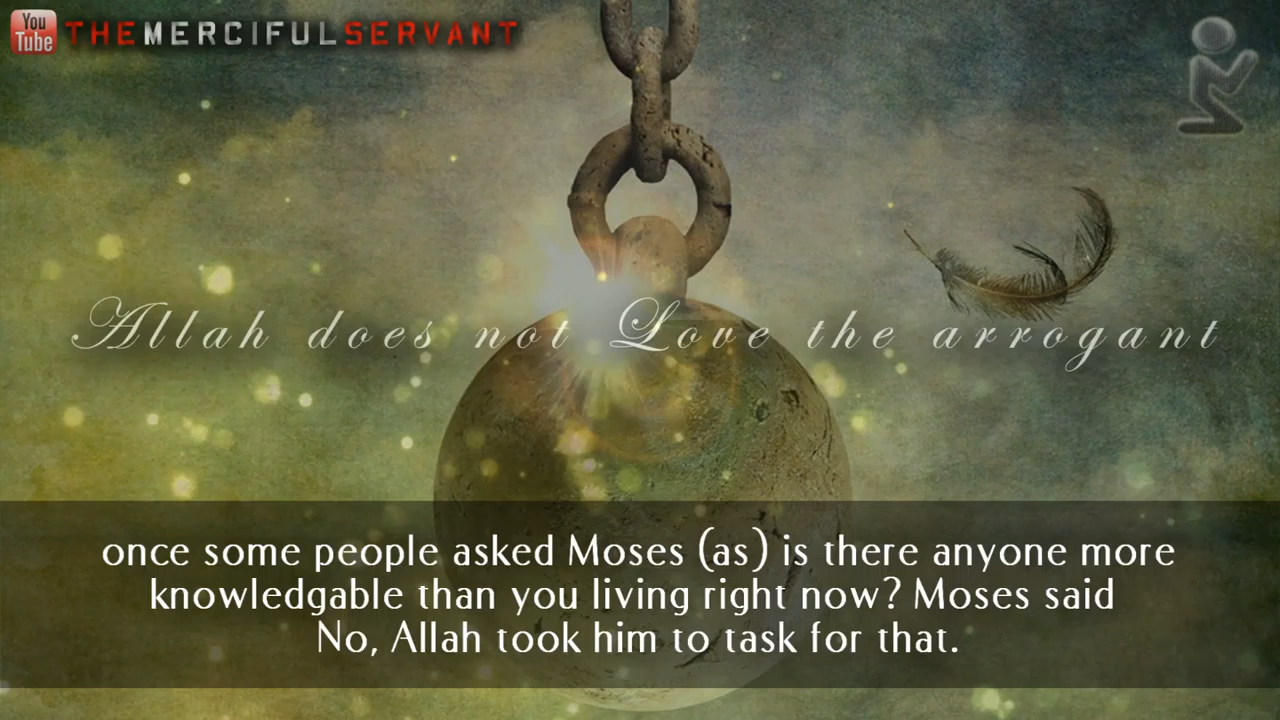 You
Tube
THEMERCIFULSERVANT
Allah does not Love the arrogant
once some people asked Moses (as) is there anyone more
knowledgable than you living right now? Moses said
No, Allah took him to task for that.